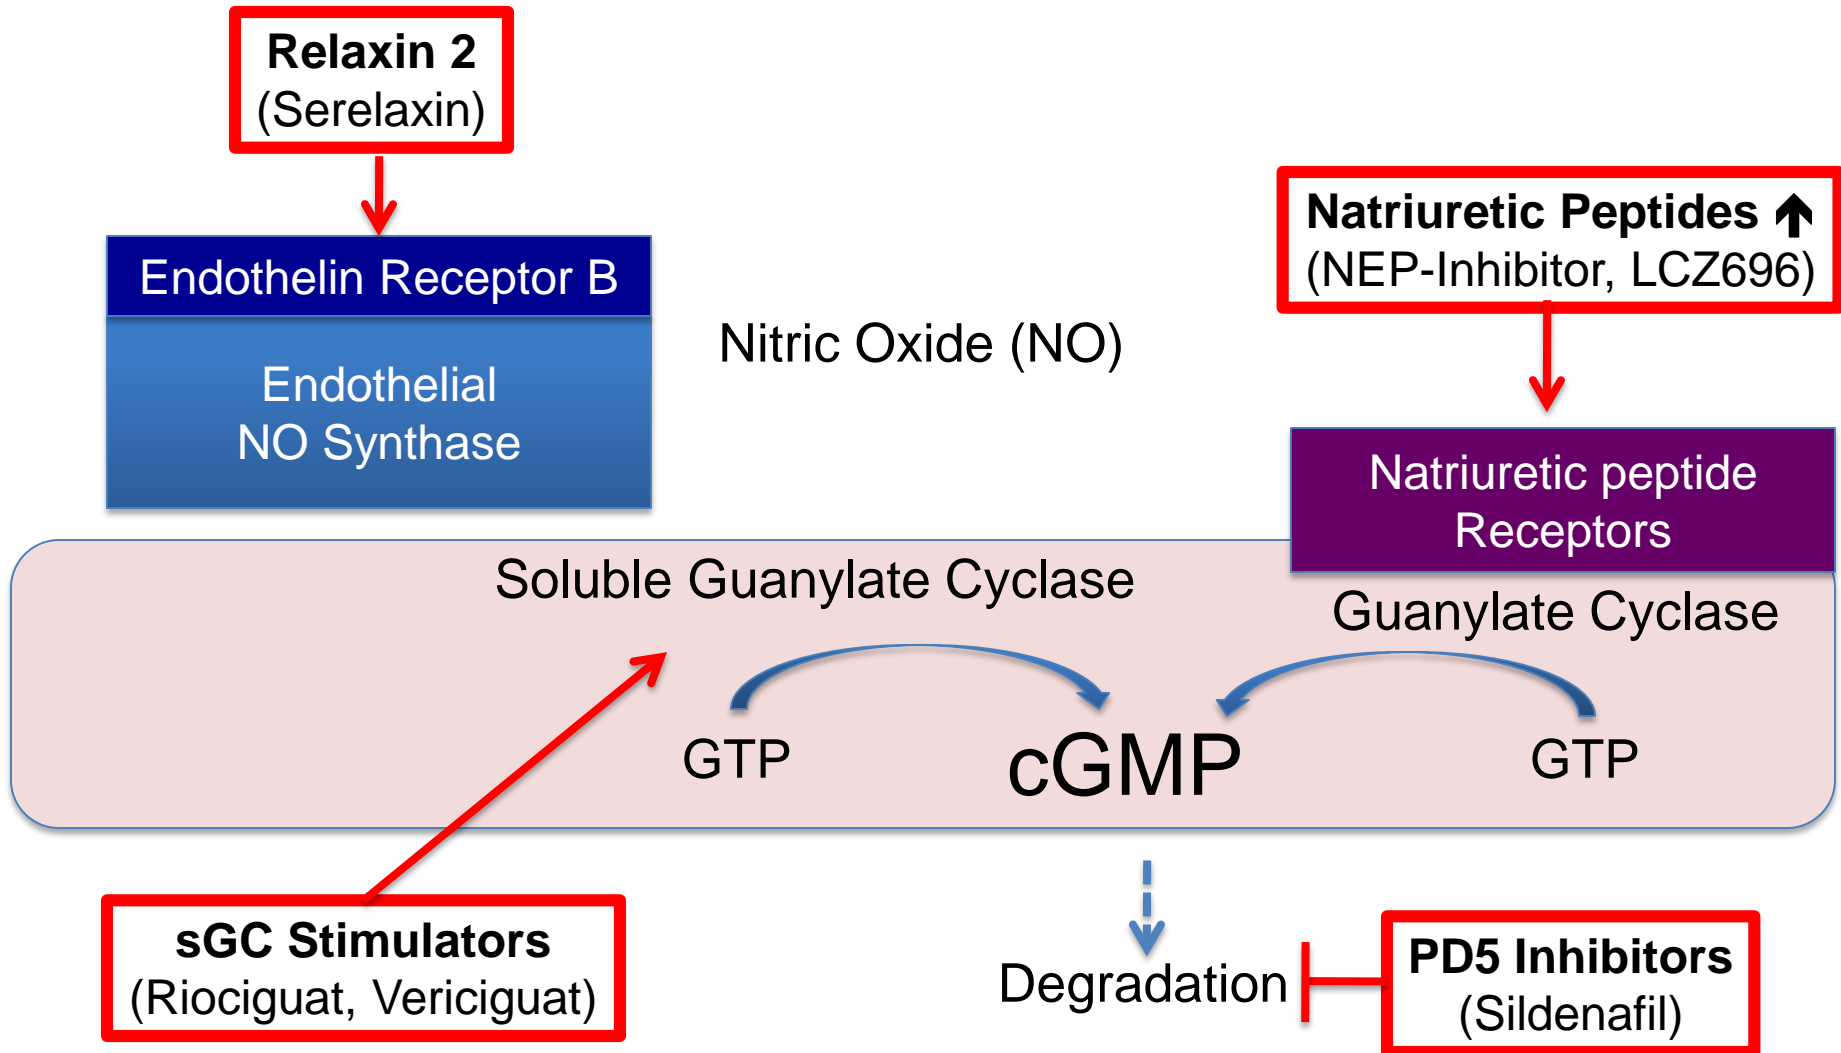 Relaxin 2
(Serelaxin)
Natriuretic Peptides 🡹
(NEP-Inhibitor, LCZ696)
Endothelin Receptor B
Nitric Oxide (NO)
Endothelial
NO Synthase
Natriuretic peptide
Receptors
Soluble Guanylate Cyclase
Guanylate Cyclase
GTP
cGMP
GTP
sGC Stimulators
(Riociguat, Vericiguat)
Degradation
PD5 Inhibitors
(Sildenafil)